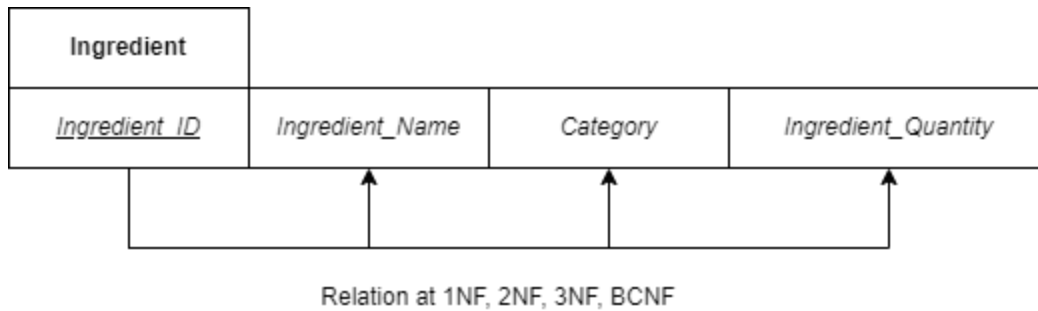 Ingredient
Ingredient_ID Ingredient_Name Category Ingredient_Quantity
Relation at 1NF, 2NF, 3NF, BCNF